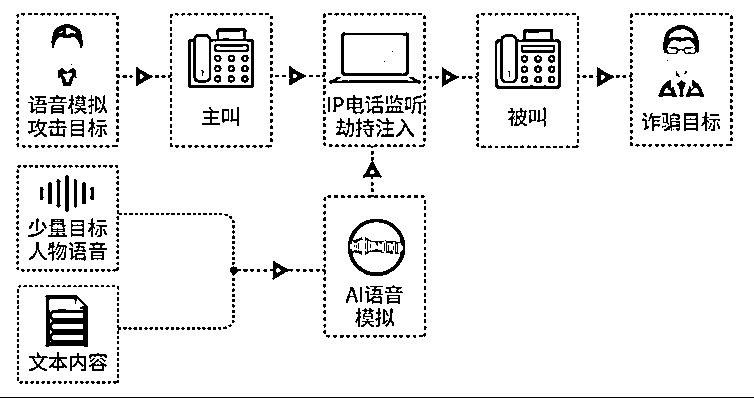 语音模拟
攻击目标
主叫
IP电话监听
劫持注入
被叫
诈骗目标
少量目标
人物语音
AI语音
模拟
文本内容